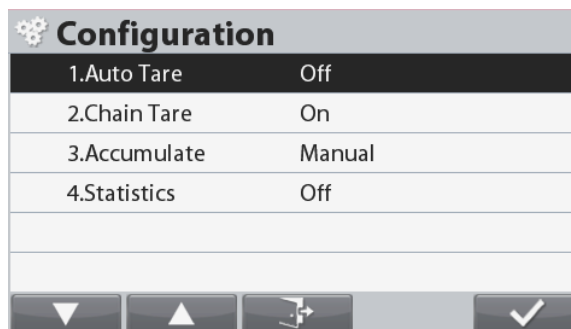 Configuration
1.Auto Tare Off
2.Chain Tare On
3.Accumulate Manual
4.Statistics Off